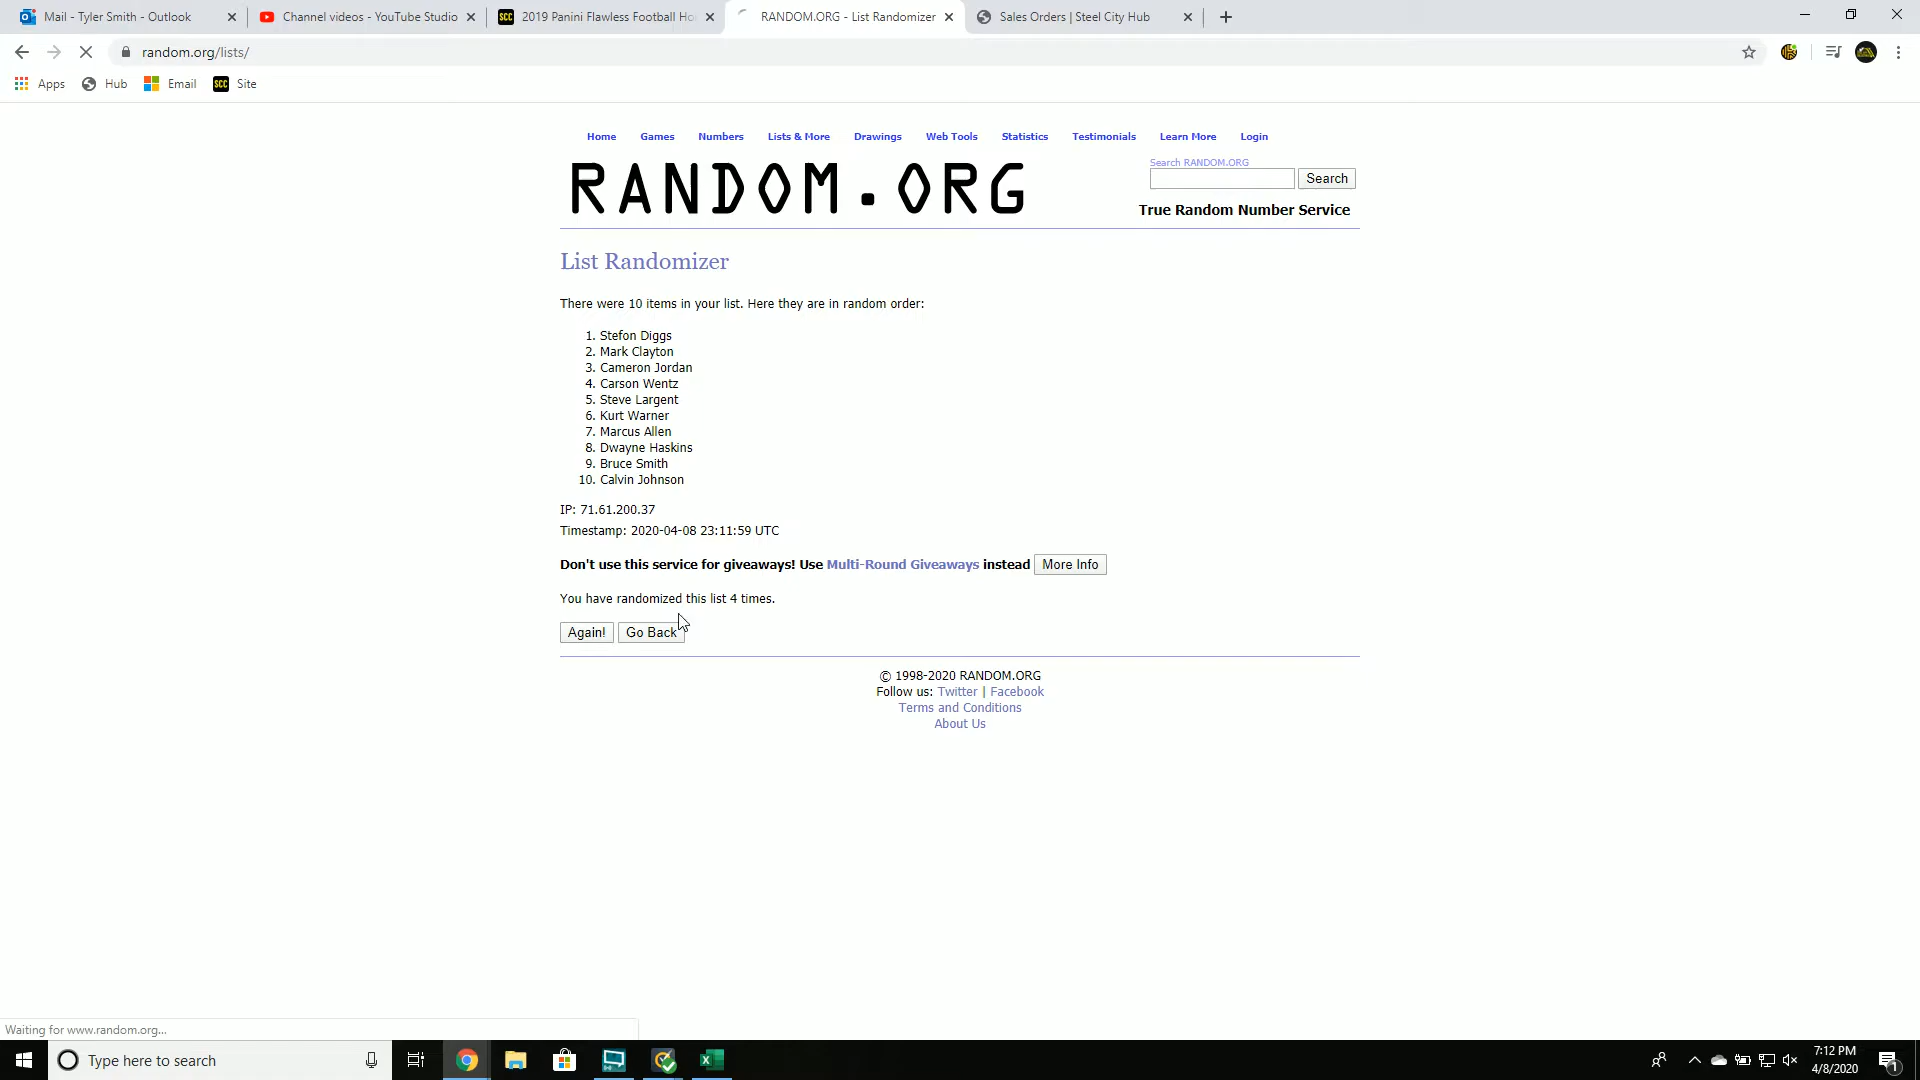 Mail - Tyler Smith - Outlook
Channel videos - YouTube Studio
SCC 2019 Panini Flawless Football Ho
RANDOM.ORG - List Randomizer
Sales Orders | Steel City Hub
random.org/lists/
Apps Hub Email SCC Site
Home Games Numbers Lists & More Drawings Web Tools Statistics Testimonials Learn More Login
RANDOM.ORG
Search RANDOM.ORG
Search
True Random Number Service
List Randomizer
There were 10 items in your list. Here they are in random order:
1. Stefon Diggs
2. Mark Clayton
3. Cameron Jordan
4. Carson Wentz
5. Steve Largent
6. Kurt Warner
7. Marcus Allen
8. Dwayne Haskins
9. Bruce Smith
10. Calvin Johnson
IP: 71.61.200.37
Timestamp: 2020-04-08 23:11:59 UTC
Don't use this service for giveaways! Use Multi-Round Giveaways instead More Info
You have randomized this list 4 times.
Again! Go Back
© 1998-2020 RANDOM.ORG
Follow us: Twitter | Facebook
Terms and Conditions
About Us
Waiting for www.random.org...
Type here to search
7:12 PM
4/8/2020
1